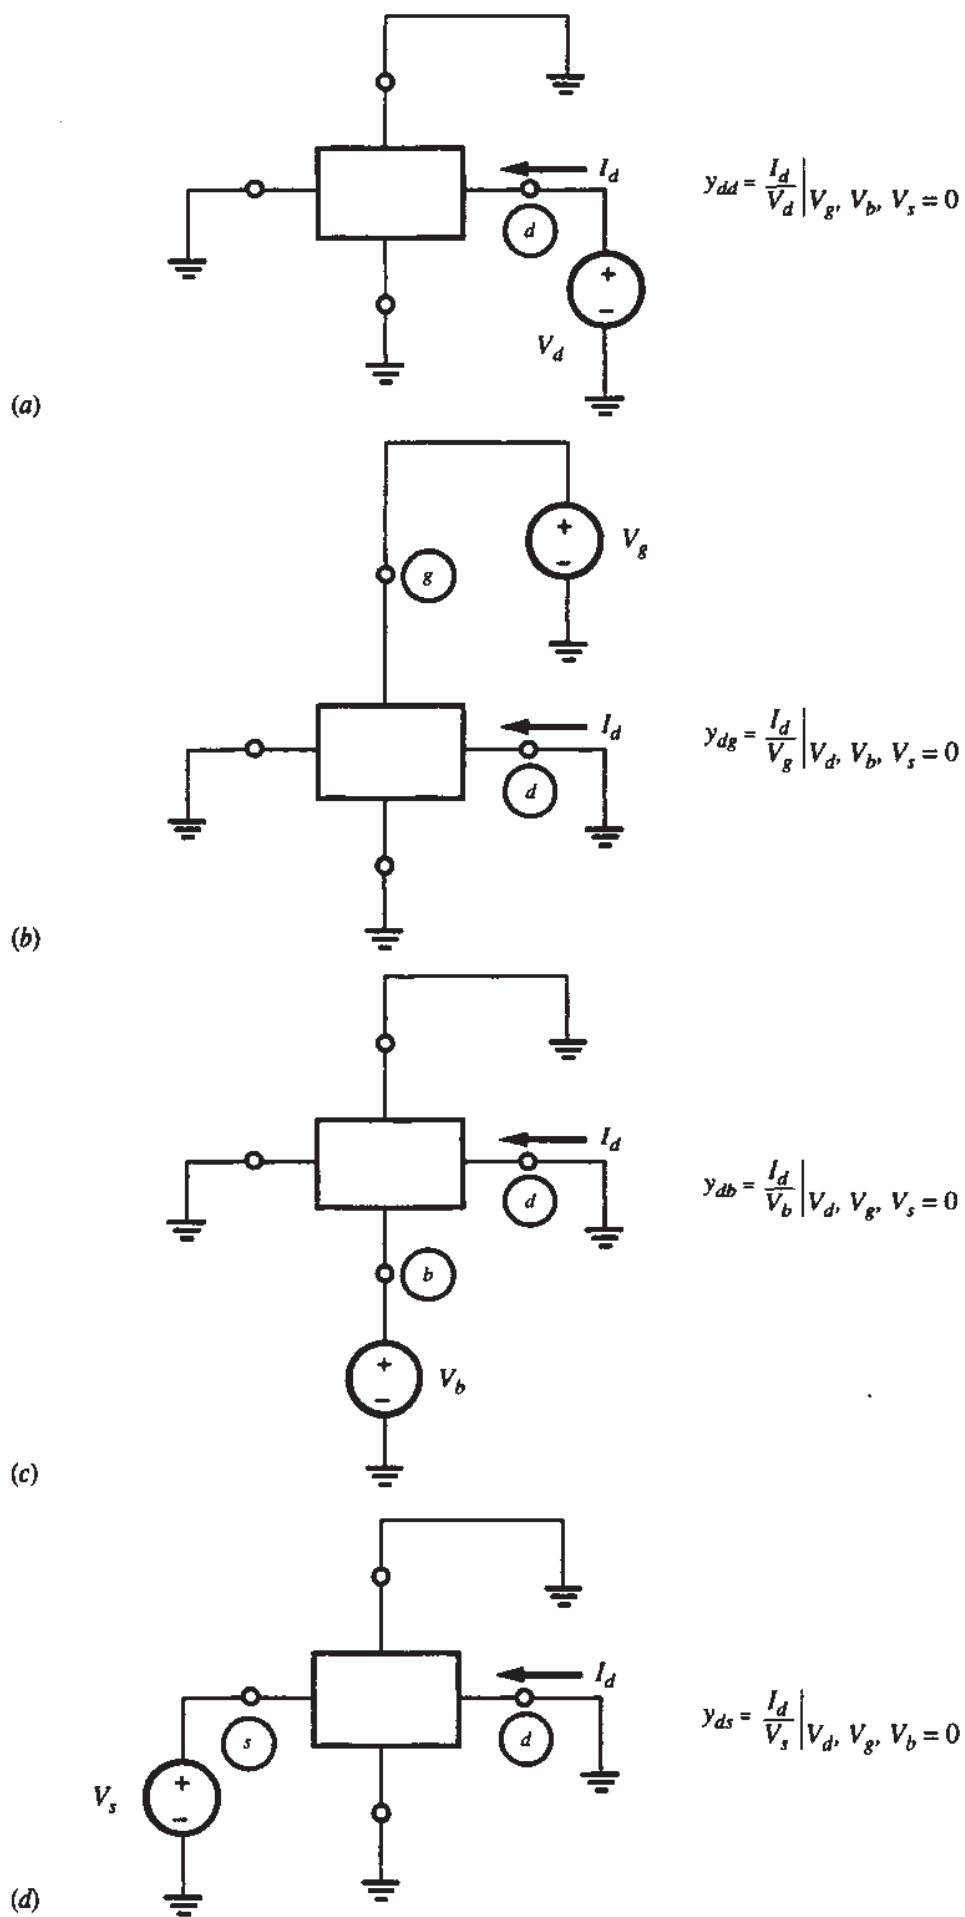 I_d
y_dd = I_d / V_d | V_g, V_b, V_s = 0
d
+
−
V_d
(a)
+
−
V_g
g
I_d
y_dg = I_d / V_g | V_d, V_b, V_s = 0
d
(b)
I_d
y_db = I_d / V_b | V_d, V_g, V_s = 0
d
b
+
−
V_b
(c)
I_d
y_ds = I_d / V_s | V_d, V_g, V_b = 0
s
d
V_s
+
−
(d)